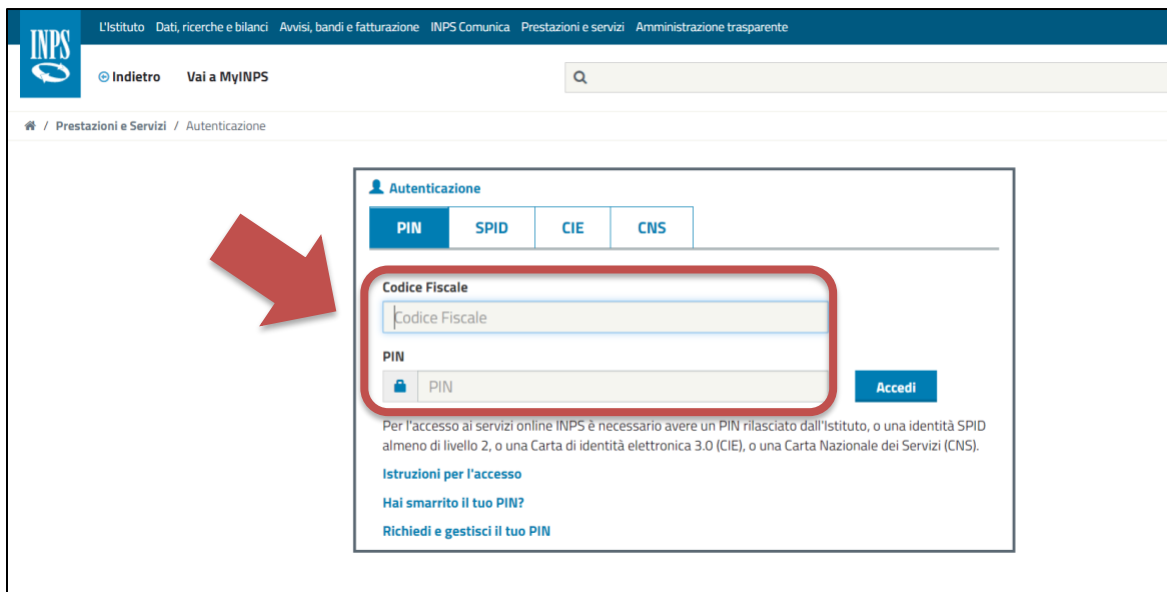 L'Istituto Dati, ricerche e bilanci Avvisi, bandi e fatturazione INPS Comunica Prestazioni e servizi Amministrazione trasparente
INPS
Indietro Vai a MyINPS
/ Prestazioni e Servizi / Autenticazione
Autenticazione
PIN SPID CIE CNS
Codice Fiscale
Codice Fiscale
PIN
PIN
Accedi
Per l'accesso ai servizi online INPS è necessario avere un PIN rilasciato dall'Istituto, o una identità SPID
almeno di livello 2, o una Carta di identità elettronica 3.0 (CIE), o una Carta Nazionale dei Servizi (CNS).
Istruzioni per l'accesso
Hai smarrito il tuo PIN?
Richiedi e gestisci il tuo PIN